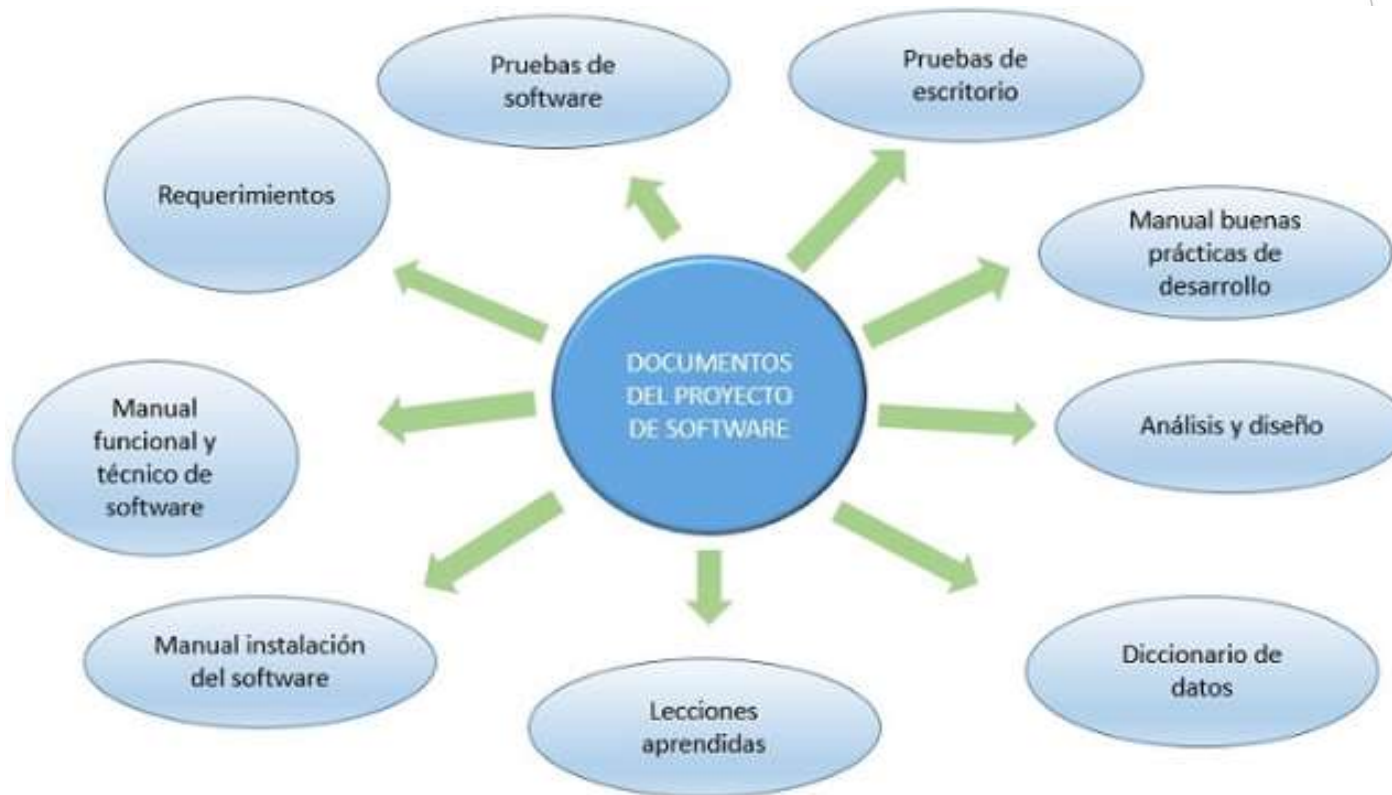 Pruebas de
software
Pruebas de
escritorio
Requerimientos
Manual buenas
prácticas de
desarrollo
DOCUMENTOS
DEL PROYECTO
DE SOFTWARE
Manual
funcional y
técnico de
software
Análisis y diseño
Manual instalación
del software
Lecciones
aprendidas
Diccionario de
datos